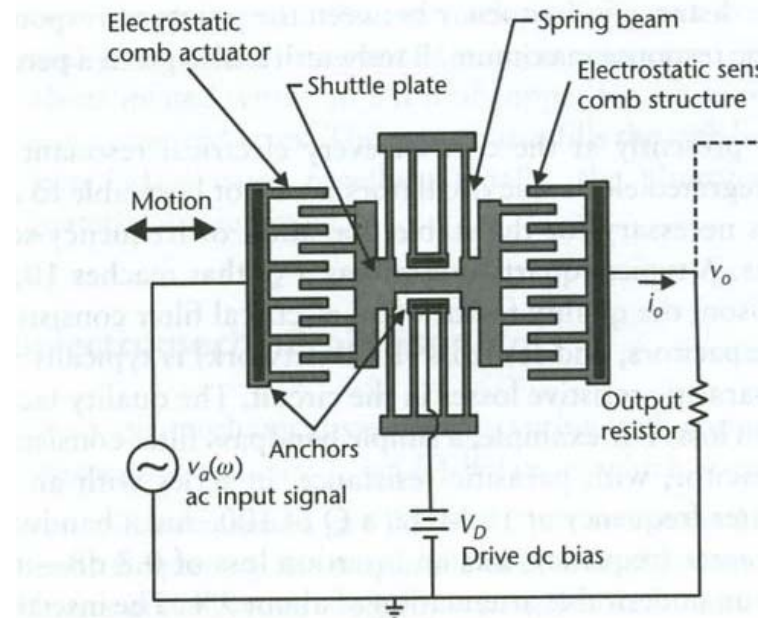 Electrostatic
comb actuator
Spring beam
Shuttle plate
Electrostatic sens
comb structure
Motion
v_o
i_o
Output
resistor
Anchors
v_a(ω)
ac input signal
V_D
Drive dc bias